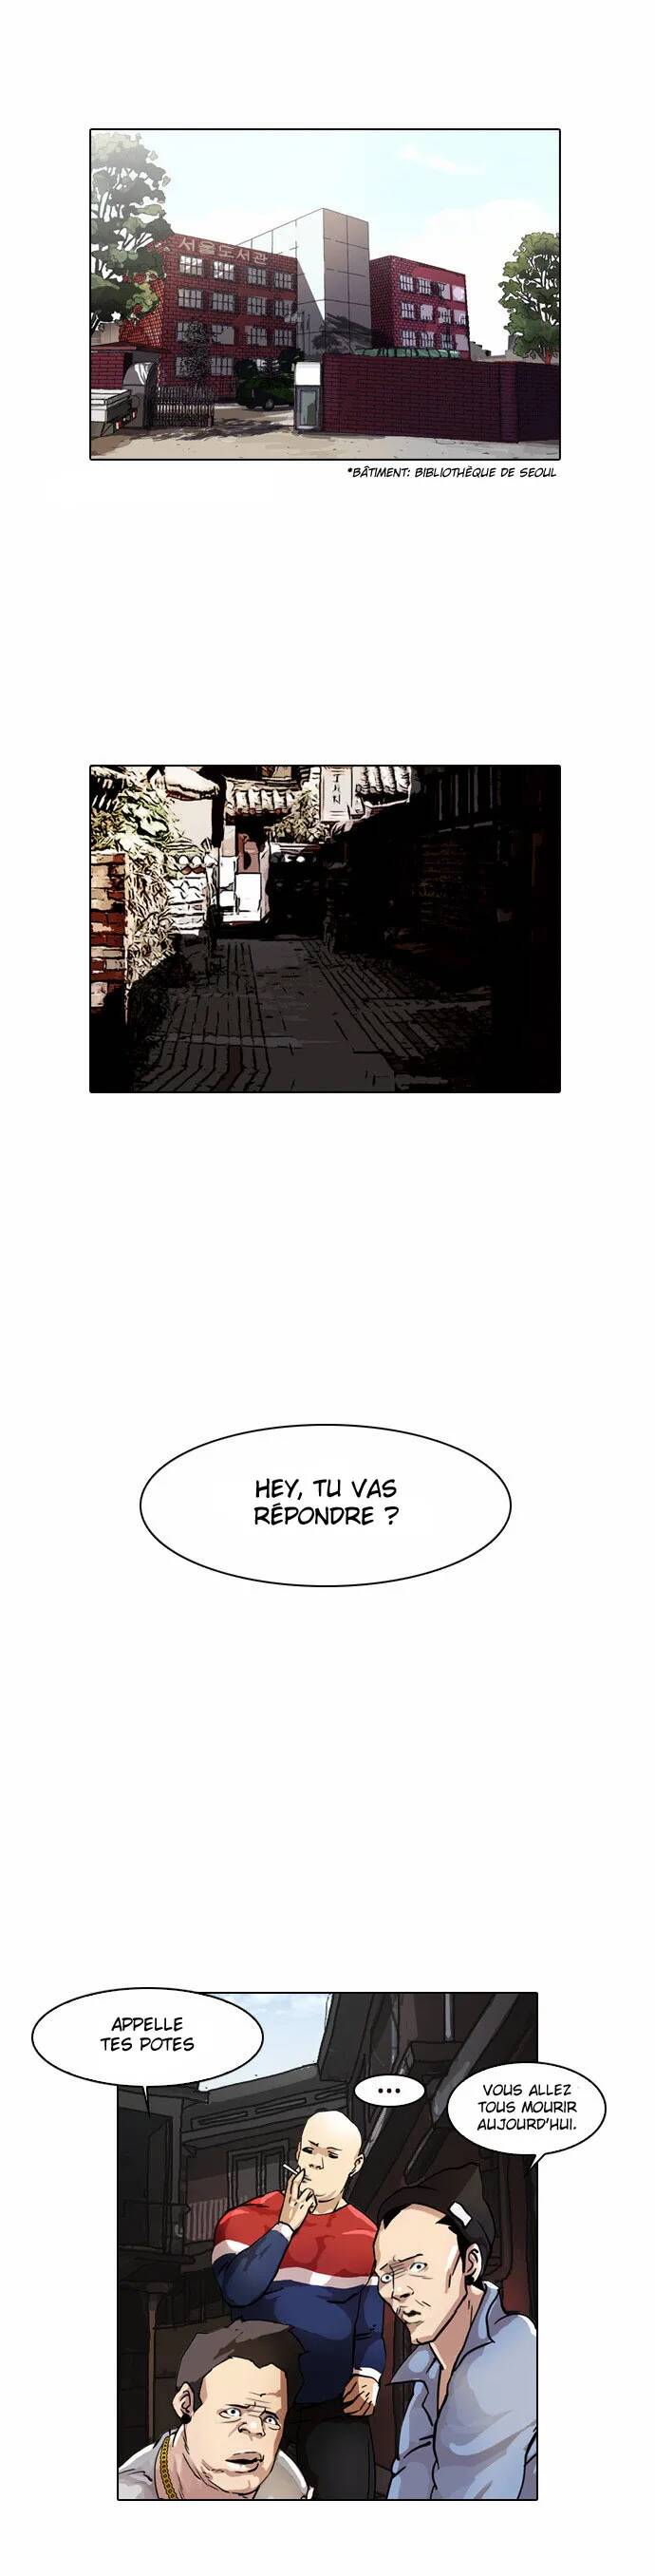 서울도서관
*BÂTIMENT: BIBLIOTHÈQUE DE SEOUL
HEY, TU VAS
RÉPONDRE ?
APPELLE
TES POTES
...
VOUS ALLEZ
TOUS MOURIR
AUJOURD'HUI.